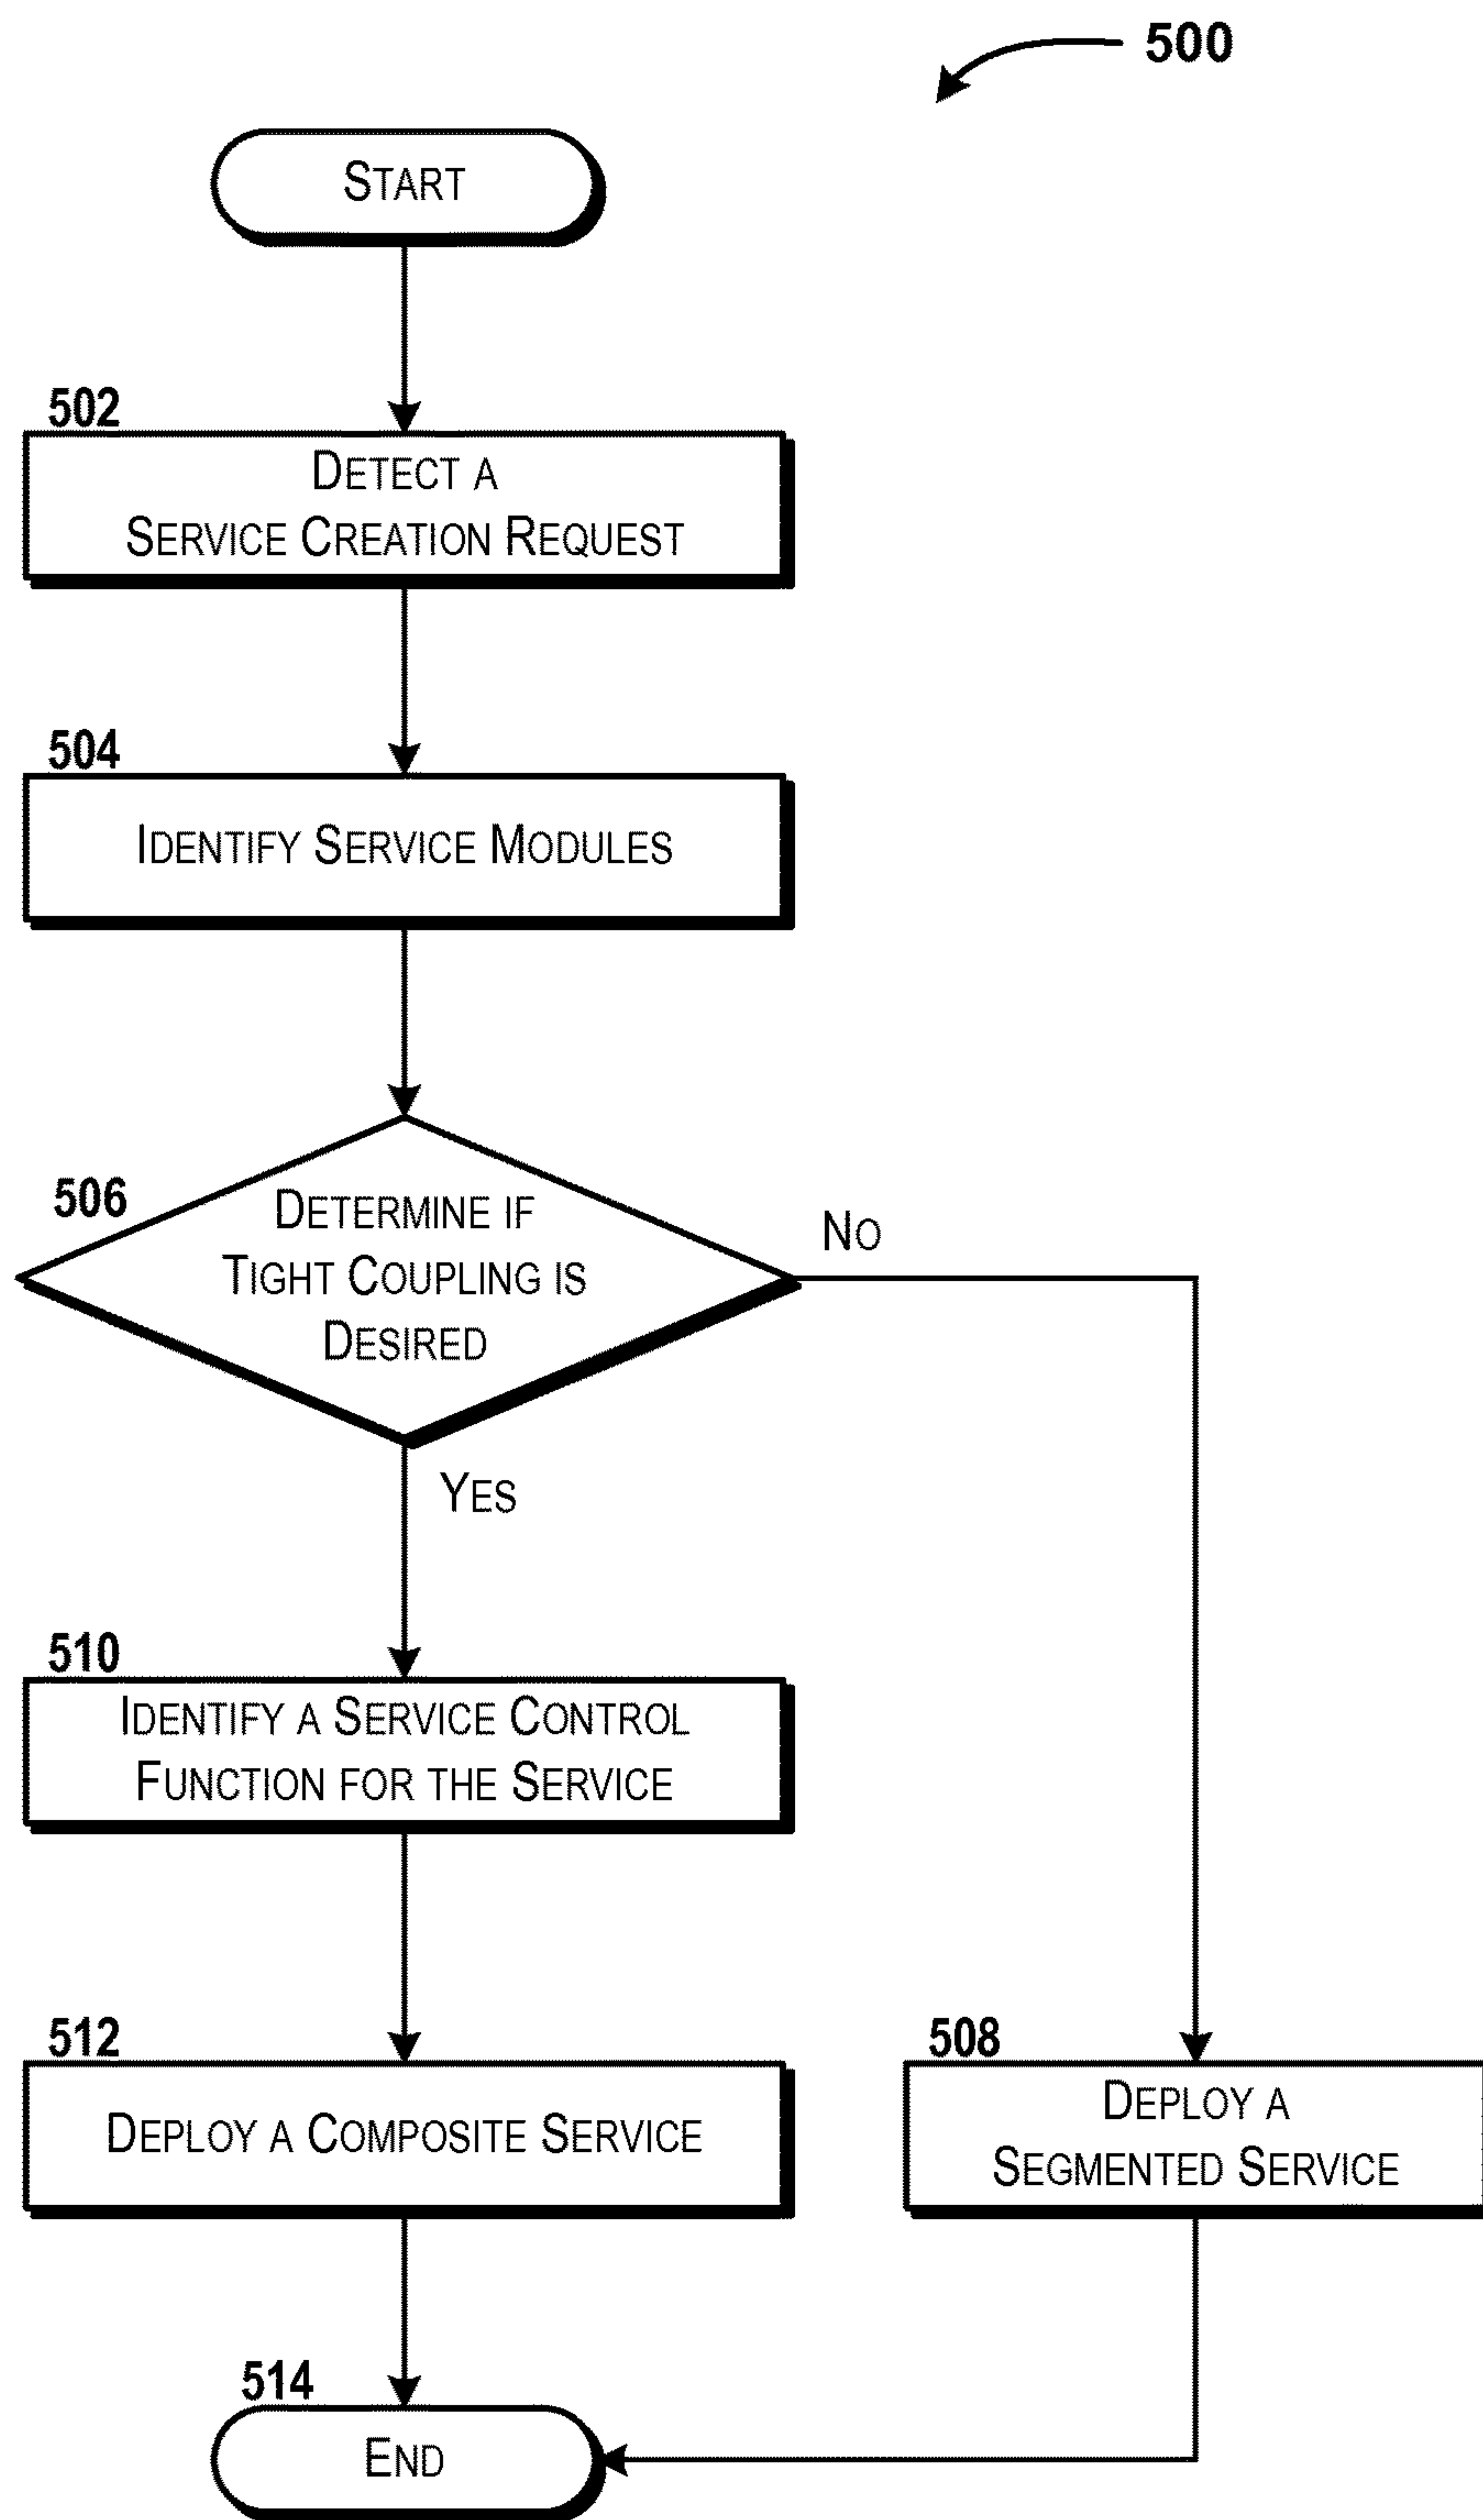 500
START
502
DETECT A
SERVICE CREATION REQUEST
504
IDENTIFY SERVICE MODULES
506
DETERMINE IF
TIGHT COUPLING IS
DESIRED
NO
YES
510
IDENTIFY A SERVICE CONTROL
FUNCTION FOR THE SERVICE
512
DEPLOY A COMPOSITE SERVICE
508
DEPLOY A
SEGMENTED SERVICE
514
END